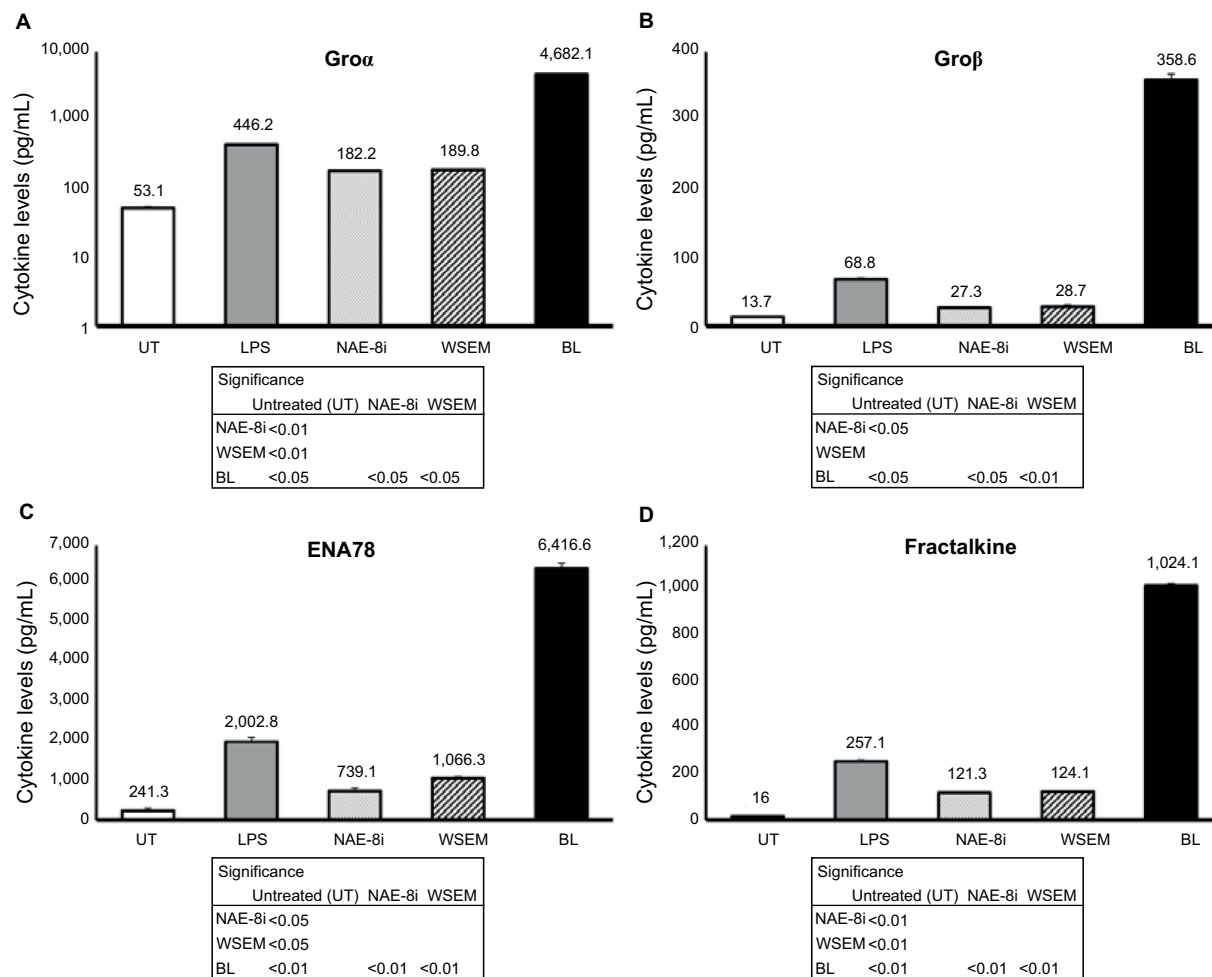 A
Groα
Cytokine levels (pg/mL)
10,000
1,000
100
10
1
53.1
446.2
182.2
189.8
4,682.1
UT LPS NAE-8i WSEM BL
Significance
Untreated (UT) NAE-8i WSEM
NAE-8i <0.01
WSEM <0.01
BL <0.05 <0.05 <0.05
B
Groβ
Cytokine levels (pg/mL)
400
300
200
100
0
13.7
68.8
27.3
28.7
358.6
UT LPS NAE-8i WSEM BL
Significance
Untreated (UT) NAE-8i WSEM
NAE-8i <0.05
WSEM
BL <0.05 <0.05 <0.01
C
ENA78
Cytokine levels (pg/mL)
7,000
6,000
5,000
4,000
3,000
2,000
1,000
0
241.3
2,002.8
739.1
1,066.3
6,416.6
UT LPS NAE-8i WSEM BL
Significance
Untreated (UT) NAE-8i WSEM
NAE-8i <0.05
WSEM <0.05
BL <0.01 <0.01 <0.01
D
Fractalkine
Cytokine levels (pg/mL)
1,200
1,000
800
600
400
200
0
16
257.1
121.3
124.1
1,024.1
UT LPS NAE-8i WSEM BL
Significance
Untreated (UT) NAE-8i WSEM
NAE-8i <0.01
WSEM <0.01
BL <0.01 <0.01 <0.01